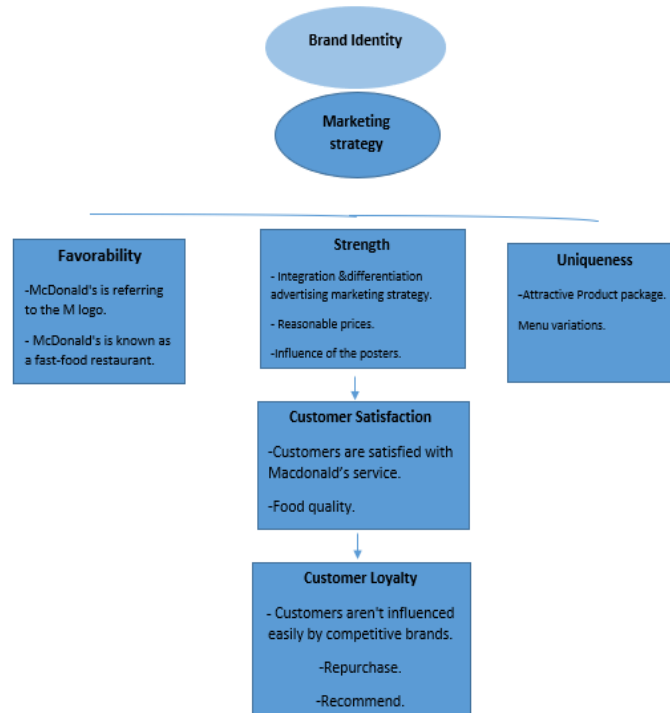 Brand Identity
Marketing
strategy
Favorability
-McDonald's is referring
to the M logo.
- McDonald's is known as
a fast-food restaurant.
Strength
- Integration &differentiation
advertising marketing strategy.
- Reasonable prices.
-Influence of the posters.
Uniqueness
-Attractive Product package.
Menu variations.
Customer Satisfaction
-Customers are satisfied with
Macdonald’s service.
-Food quality.
Customer Loyalty
- Customers aren't influenced
easily by competitive brands.
-Repurchase.
-Recommend.